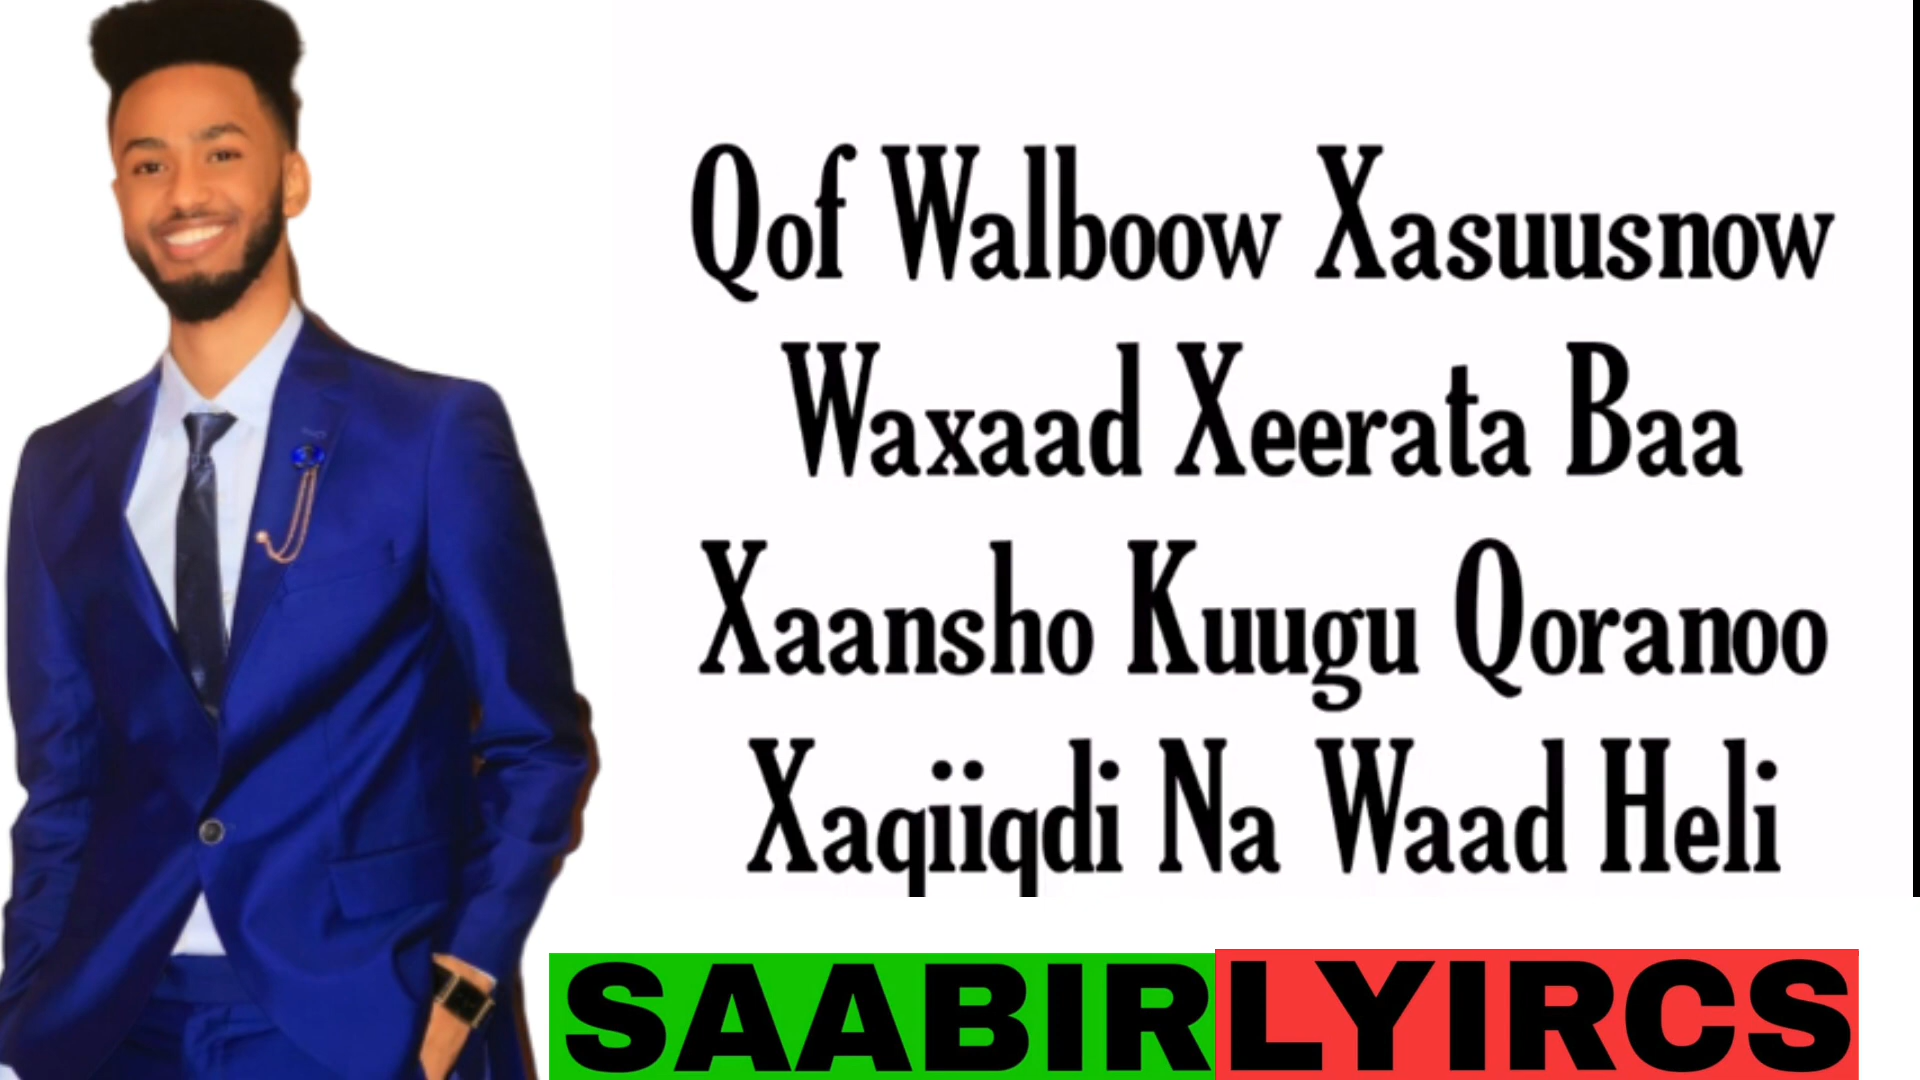 Qof Walboow Xasuusnow
Waxaad Xeerata Baa
Xaansho Kuugu Qoranoo
Xaqiiqdi Na Waad Heli
SAABIRLYIRCS